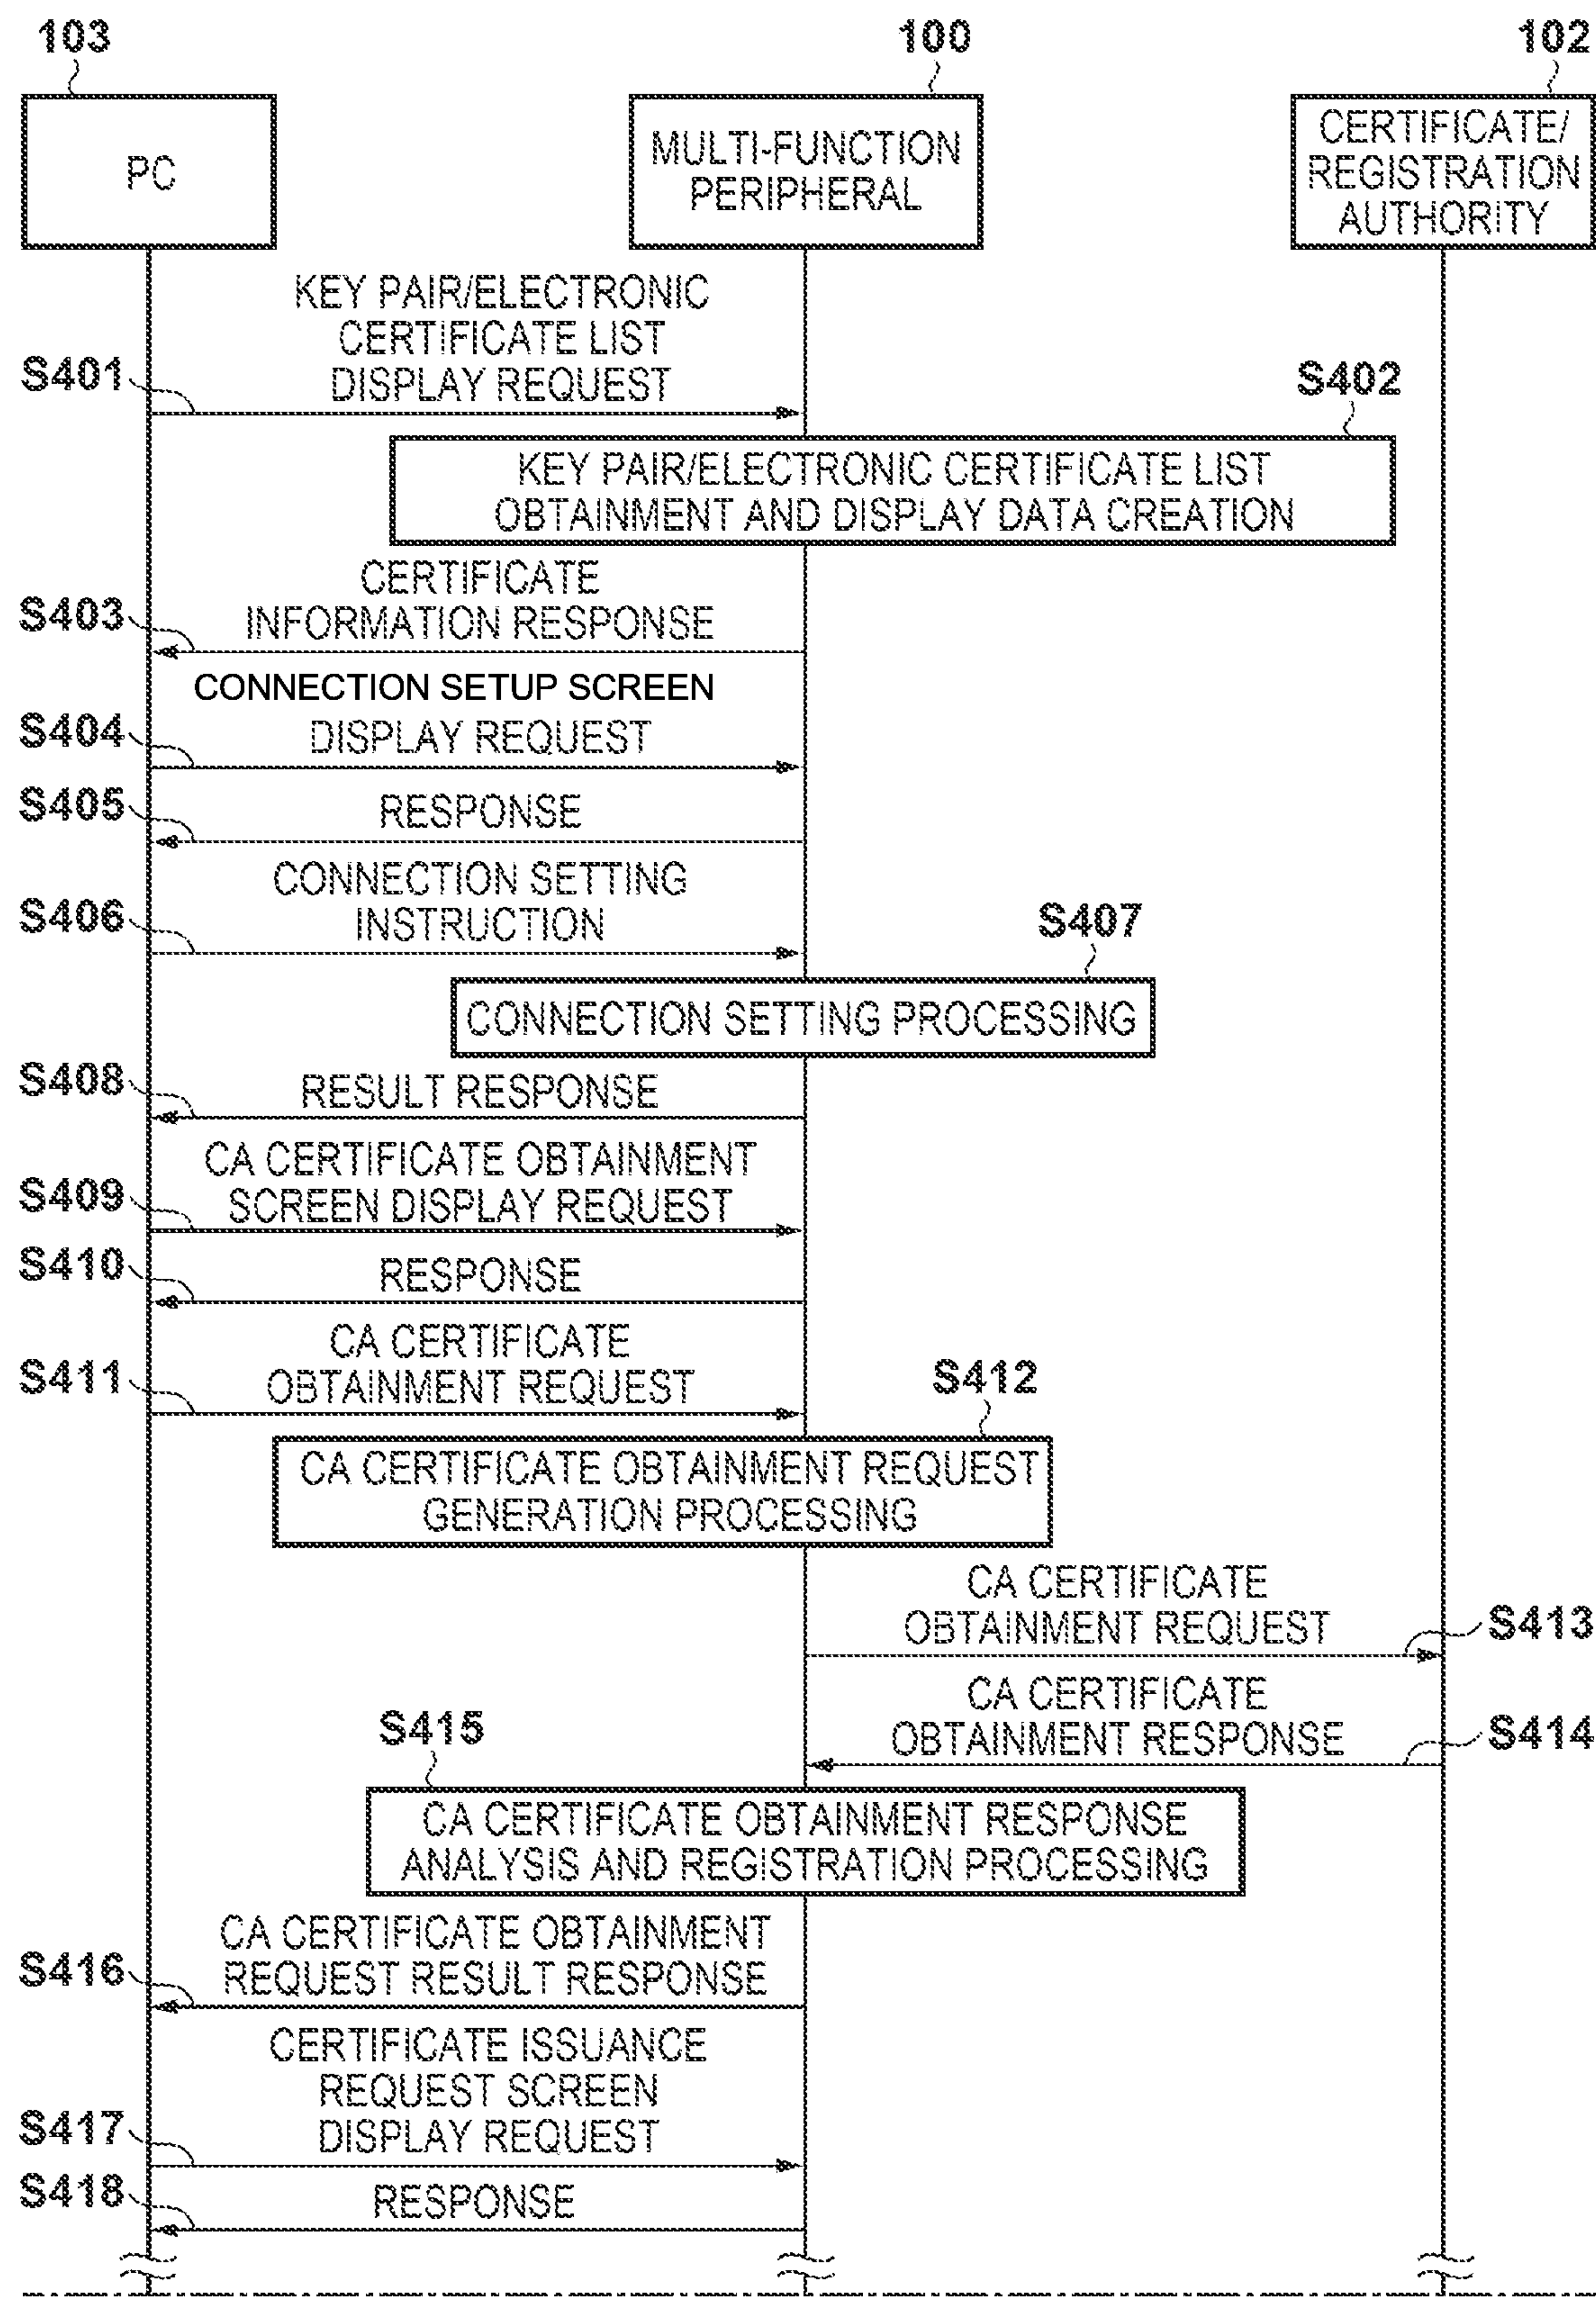 103
100
102
PC
MULTI-FUNCTION
PERIPHERAL
CERTIFICATE/
REGISTRATION
AUTHORITY
KEY PAIR/ELECTRONIC
CERTIFICATE LIST
DISPLAY REQUEST
S401
S402
KEY PAIR/ELECTRONIC CERTIFICATE LIST
OBTAINMENT AND DISPLAY DATA CREATION
CERTIFICATE
INFORMATION RESPONSE
S403
CONNECTION SETUP SCREEN
DISPLAY REQUEST
S404
RESPONSE
S405
CONNECTION SETTING
INSTRUCTION
S406
S407
CONNECTION SETTING PROCESSING
RESULT RESPONSE
S408
CA CERTIFICATE OBTAINMENT
SCREEN DISPLAY REQUEST
S409
RESPONSE
S410
CA CERTIFICATE
OBTAINMENT REQUEST
S411
S412
CA CERTIFICATE OBTAINMENT REQUEST
GENERATION PROCESSING
CA CERTIFICATE
OBTAINMENT REQUEST
S413
CA CERTIFICATE
OBTAINMENT RESPONSE
S414
S415
CA CERTIFICATE OBTAINMENT RESPONSE
ANALYSIS AND REGISTRATION PROCESSING
CA CERTIFICATE OBTAINMENT
REQUEST RESULT RESPONSE
S416
CERTIFICATE ISSUANCE
REQUEST SCREEN
DISPLAY REQUEST
S417
RESPONSE
S418